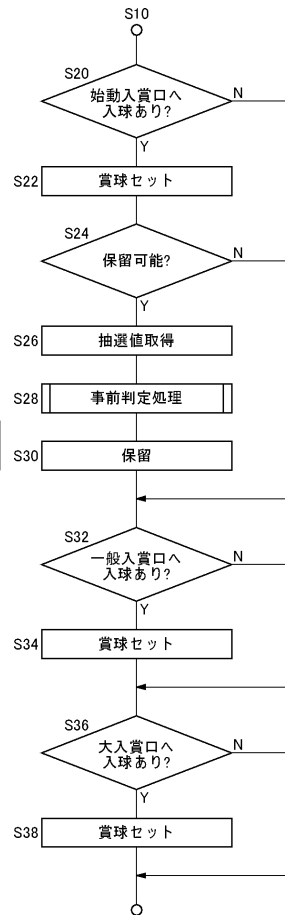 S10
S20
始動入賞口へ
入球あり?
N
Y
S22
賞球セット
S24
保留可能?
N
Y
S26
抽選値取得
S28
事前判定処理
S30
保留
S32
一般入賞口へ
入球あり?
N
Y
S34
賞球セット
S36
大入賞口へ
入球あり?
N
Y
S38
賞球セット